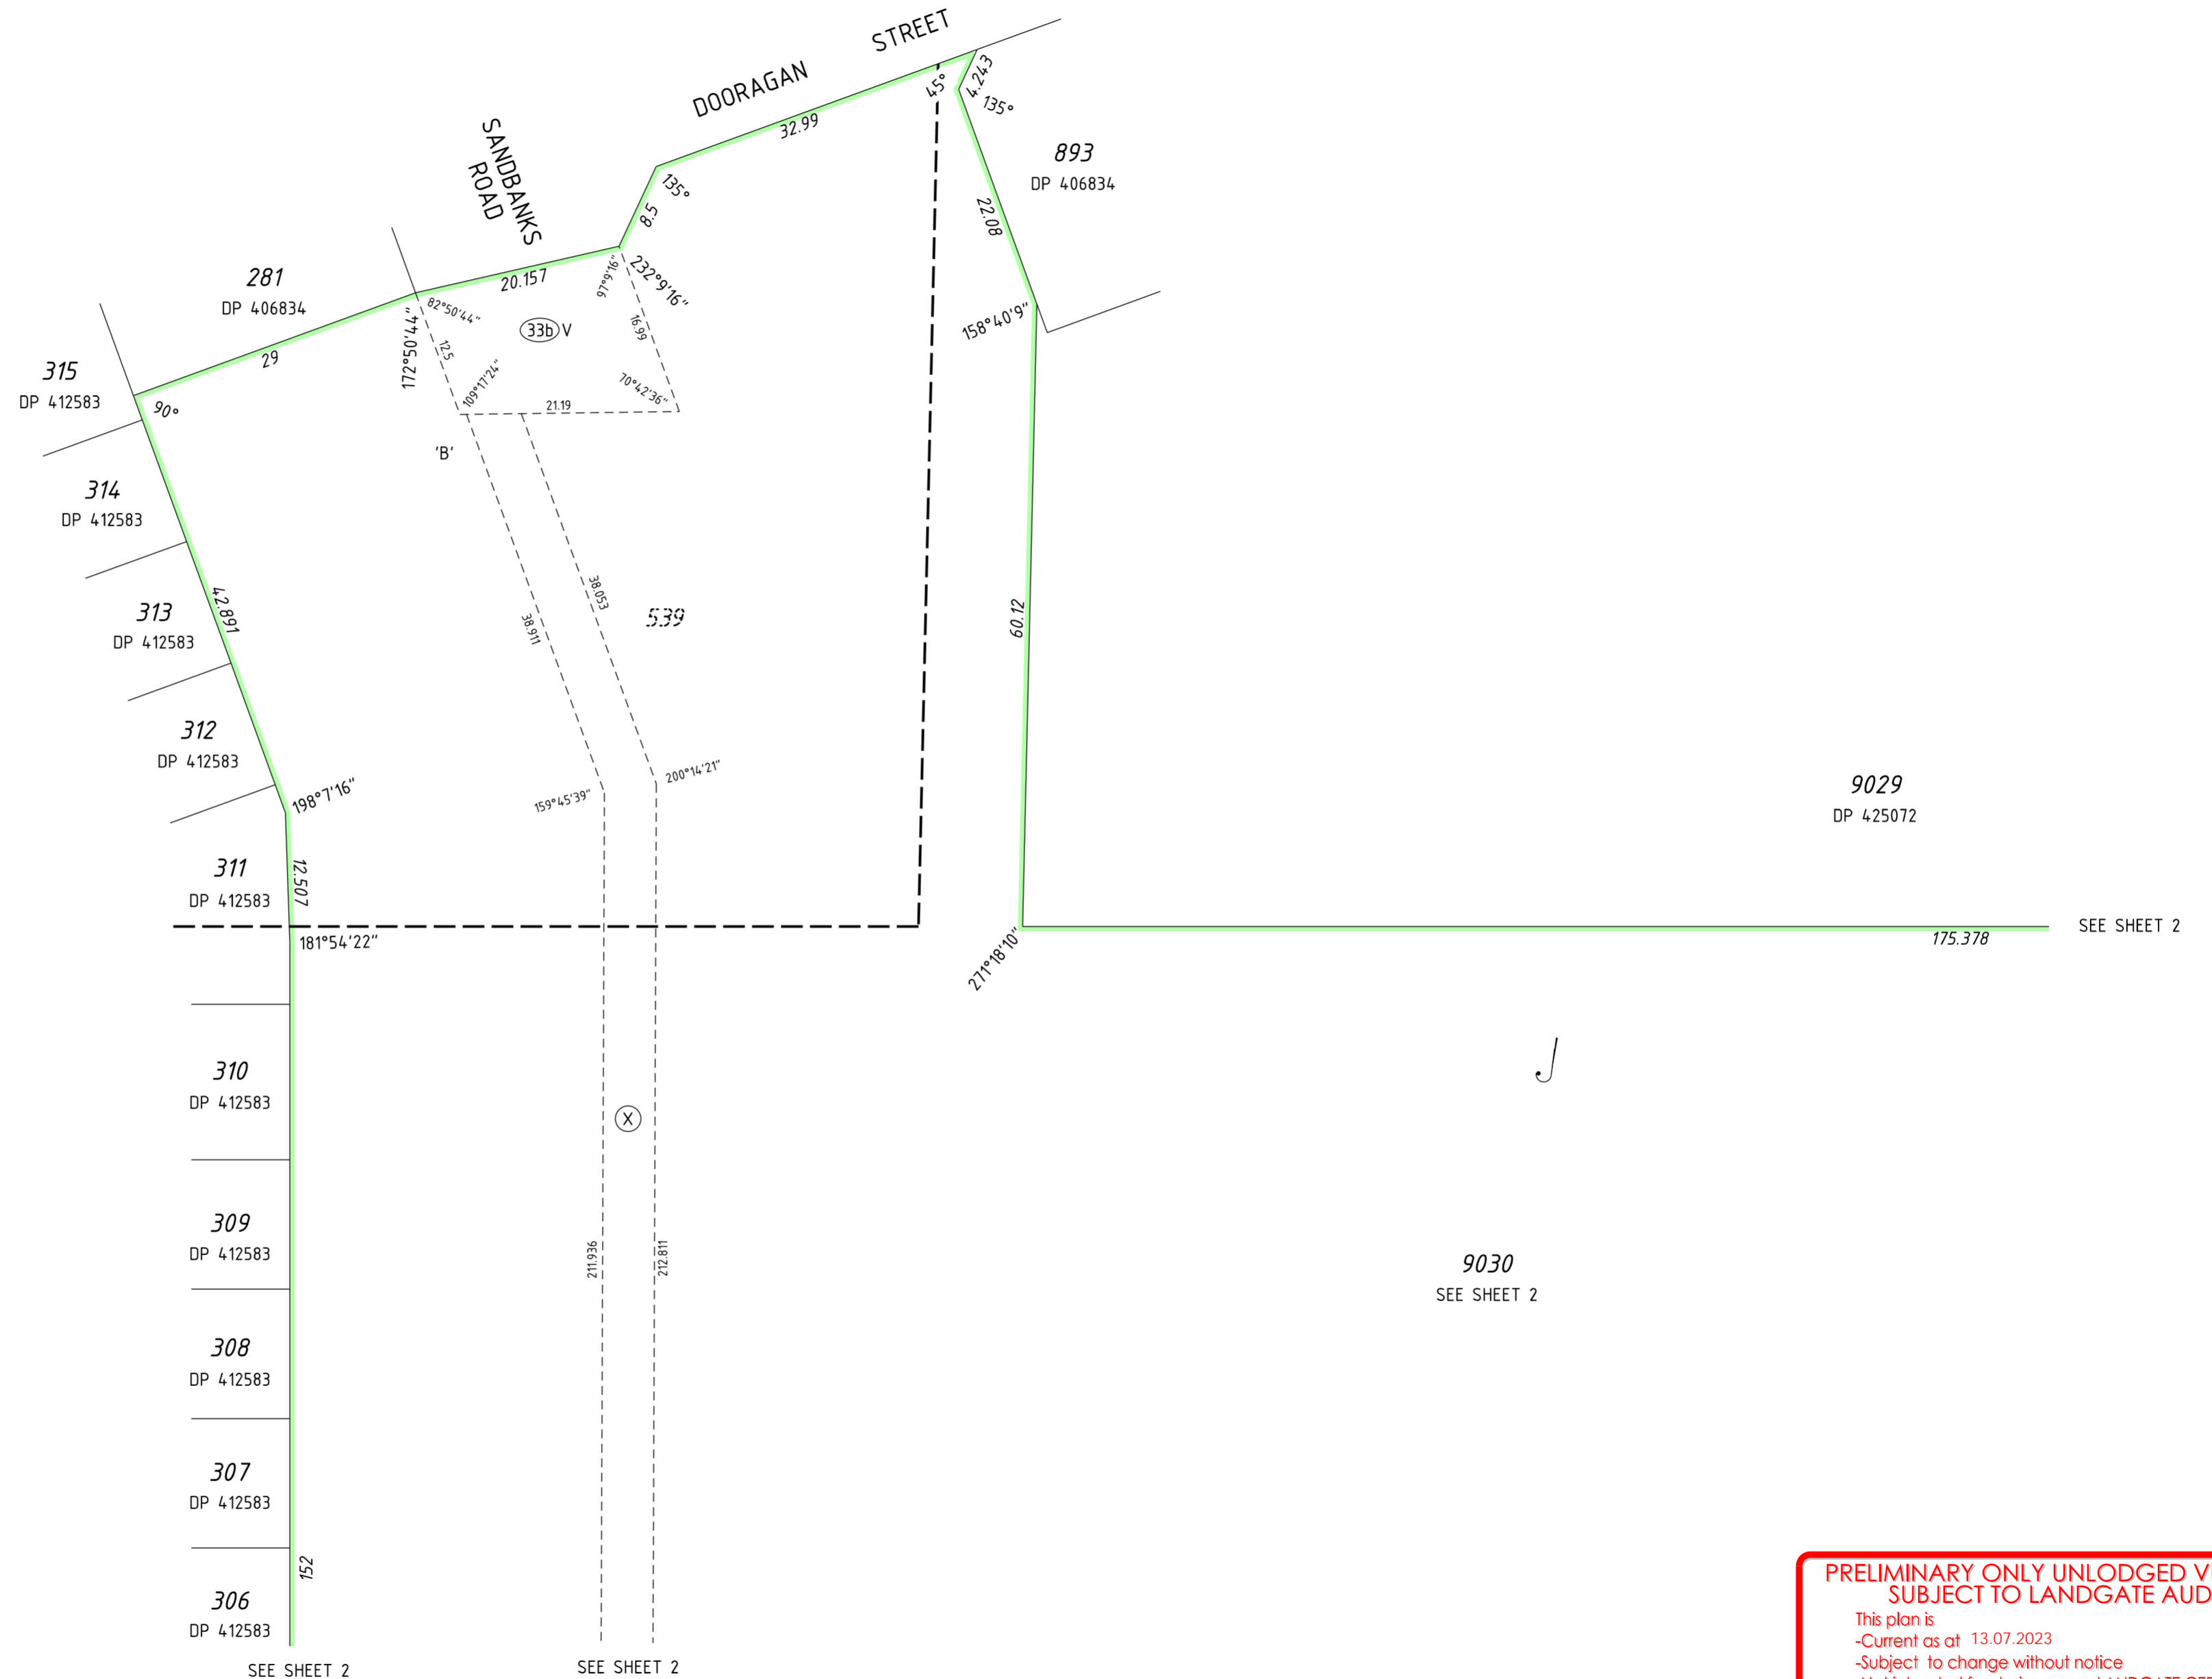 DOORAGAN STREET
SANDBANKS
ROAD
45°
4.243
135°
32.99
893
DP 406834
135°
8.5
22.08
281
DP 406834
20.157
97°9'16"
232°9'16"
82°50'44"
33b V
16.99
158°40'9"
172°50'44"
12.5
29
315
DP 412583
90°
109°17'24"
70°42'36"
21.19
'B'
314
DP 412583
42.891
313
DP 412583
38.053
38.911
539
60.12
312
DP 412583
198°7'16"
159°45'39"
200°14'21"
9029
DP 425072
311
DP 412583
12.507
181°54'22"
271°18'10"
175.378
SEE SHEET 2
310
DP 412583
X
309
DP 412583
211.936
212.811
9030
SEE SHEET 2
308
DP 412583
307
DP 412583
152
306
DP 412583
SEE SHEET 2
SEE SHEET 2
PRELIMINARY ONLY UNLODGED
SUBJECT TO LANDGATE
This plan is
-Current as at 13.07.2023
-Subject to change without notice